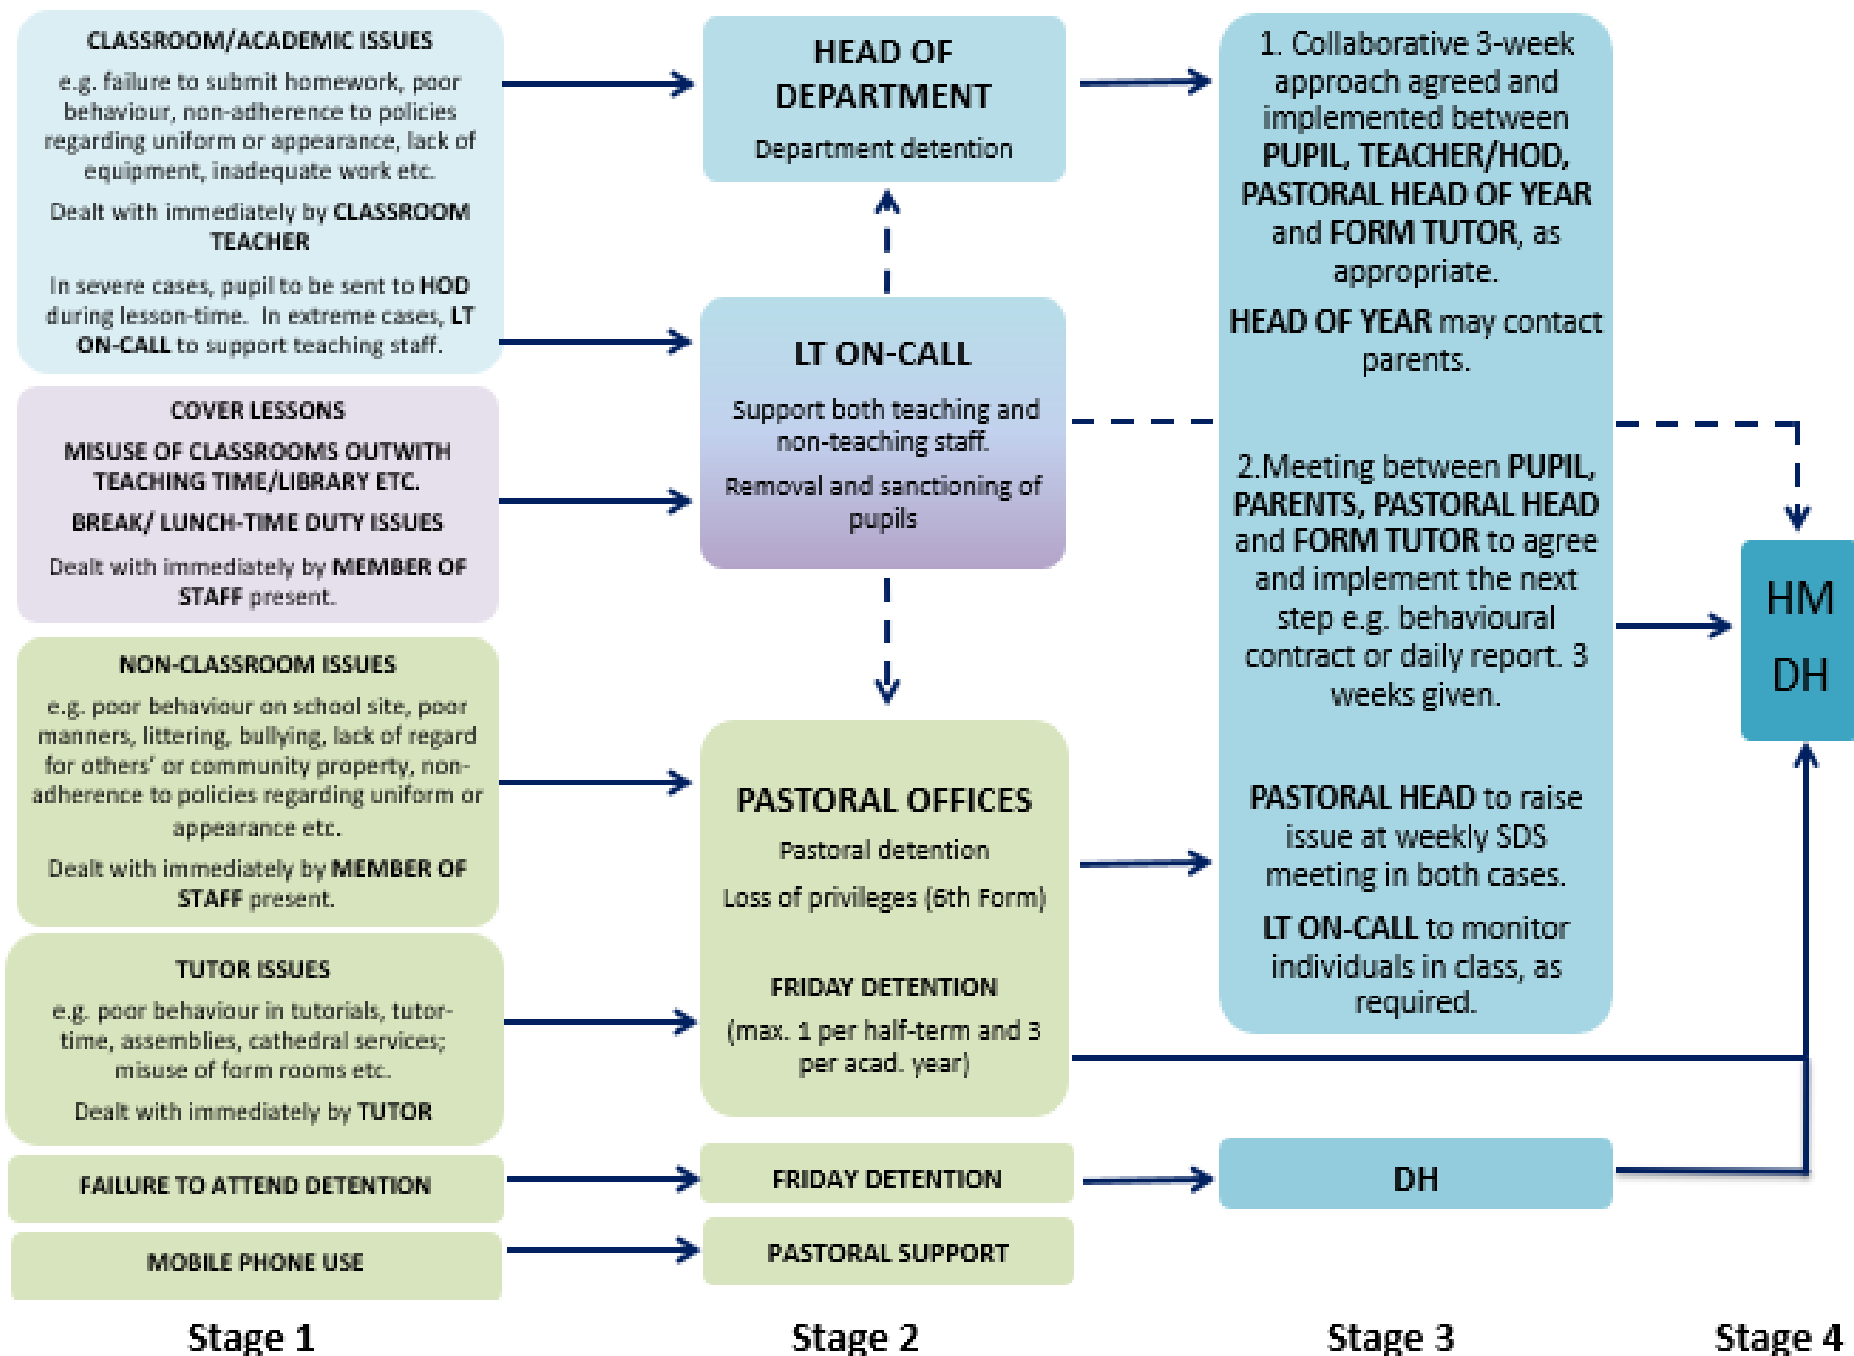 CLASSROOM/ACADEMIC ISSUES
e.g. failure to submit homework, poor
behaviour, non-adherence to policies
regarding uniform or appearance, lack of
equipment, inadequate work etc.
Dealt with immediately by CLASSROOM
TEACHER
In severe cases, pupil to be sent to HOD
during lesson-time. In extreme cases, LT
ON-CALL to support teaching staff.
COVER LESSONS
MISUSE OF CLASSROOMS OUTWITH
TEACHING TIME/LIBRARY ETC.
BREAK/ LUNCH-TIME DUTY ISSUES
Dealt with immediately by MEMBER OF
STAFF present.
NON-CLASSROOM ISSUES
e.g. poor behaviour on school site, poor
manners, littering, bullying, lack of regard
for others' or community property, non-
adherence to policies regarding uniform or
appearance etc.
Dealt with immediately by MEMBER OF
STAFF present.
TUTOR ISSUES
e.g. poor behaviour in tutorials, tutor-
time, assemblies, cathedral services;
misuse of form rooms etc.
Dealt with immediately by TUTOR
FAILURE TO ATTEND DETENTION
MOBILE PHONE USE
Stage 1
HEAD OF
DEPARTMENT
Department detention
LT ON-CALL
Support both teaching and
non-teaching staff.
Removal and sanctioning of
pupils
PASTORAL OFFICES
Pastoral detention
Loss of privileges (6th Form)
FRIDAY DETENTION
(max. 1 per half-term and 3
per acad. year)
FRIDAY DETENTION
PASTORAL SUPPORT
Stage 2
1. Collaborative 3-week
approach agreed and
implemented between
PUPIL, TEACHER/HOD,
PASTORAL HEAD OF YEAR
and FORM TUTOR, as
appropriate.
HEAD OF YEAR may contact
parents.
2.Meeting between PUPIL,
PARENTS, PASTORAL HEAD
and FORM TUTOR to agree
and implement the next
step e.g. behavioural
contract or daily report. 3
weeks given.
PASTORAL HEAD to raise
issue at weekly SDS
meeting in both cases.
LT ON-CALL to monitor
individuals in class, as
required.
DH
Stage 3
HM
DH
Stage 4